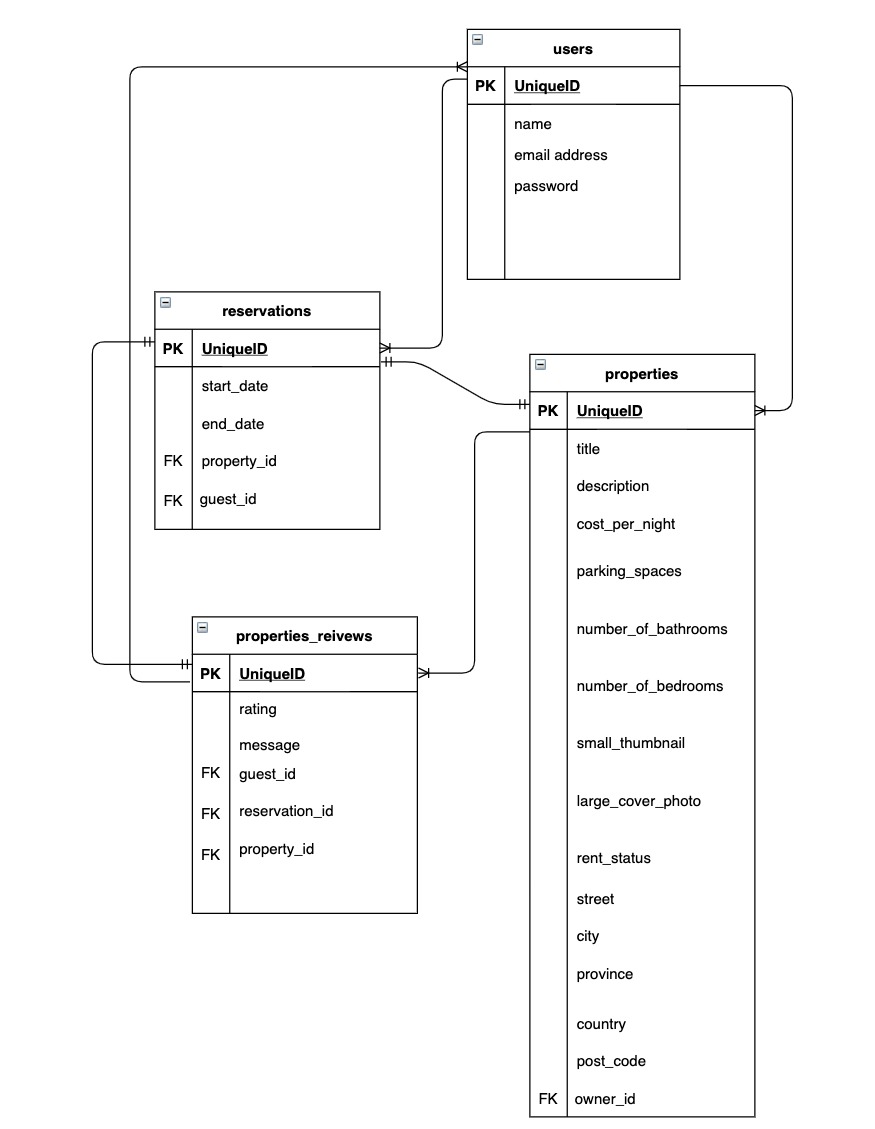 users
PK UniqueID
name
email address
password
reservations
PK UniqueID
start_date
end_date
FK property_id
FK guest_id
properties
PK UniqueID
title
description
cost_per_night
parking_spaces
number_of_bathrooms
number_of_bedrooms
small_thumbnail
large_cover_photo
rent_status
street
city
province
country
post_code
FK owner_id
properties_reivews
PK UniqueID
rating
message
FK guest_id
FK reservation_id
FK property_id